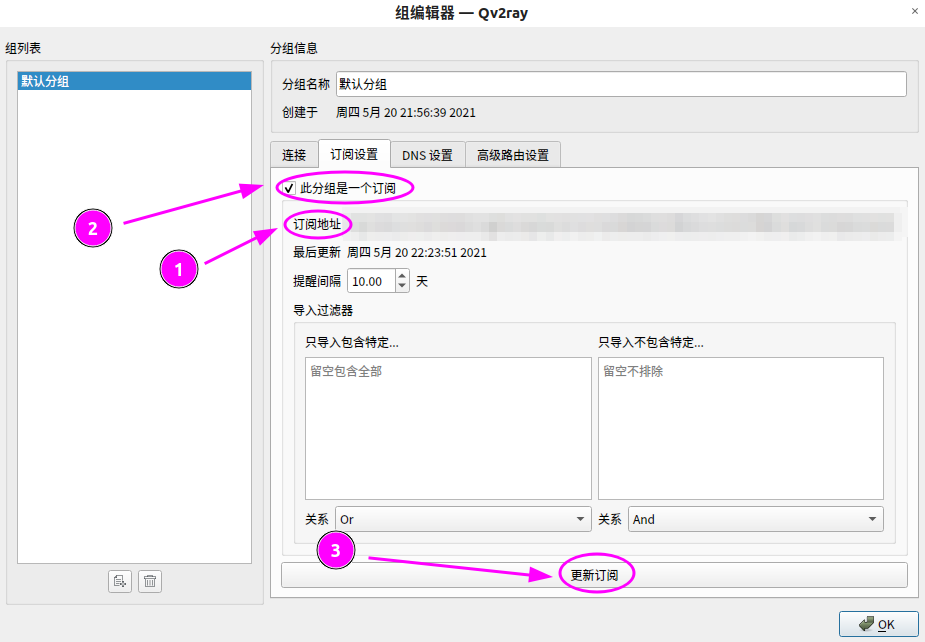 组编辑器 — Qv2ray
组列表
默认分组
分组信息
分组名称 默认分组
创建于 周四 5月 20 21:56:39 2021
连接 订阅设置 DNS 设置 高级路由设置
此分组是一个订阅
2
订阅地址
1
最后更新 周四 5月 20 22:23:51 2021
提醒间隔 10.00 天
导入过滤器
只导入包含特定... 只导入不包含特定...
留空包含全部 留空不排除
关系 Or 关系 And
3
更新订阅
OK